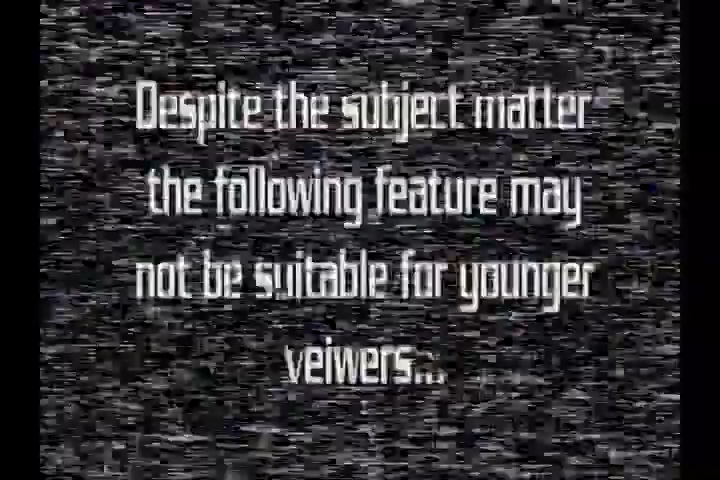 Despite the subject matter
the following feature may
not be suitable for younger
veiwers...